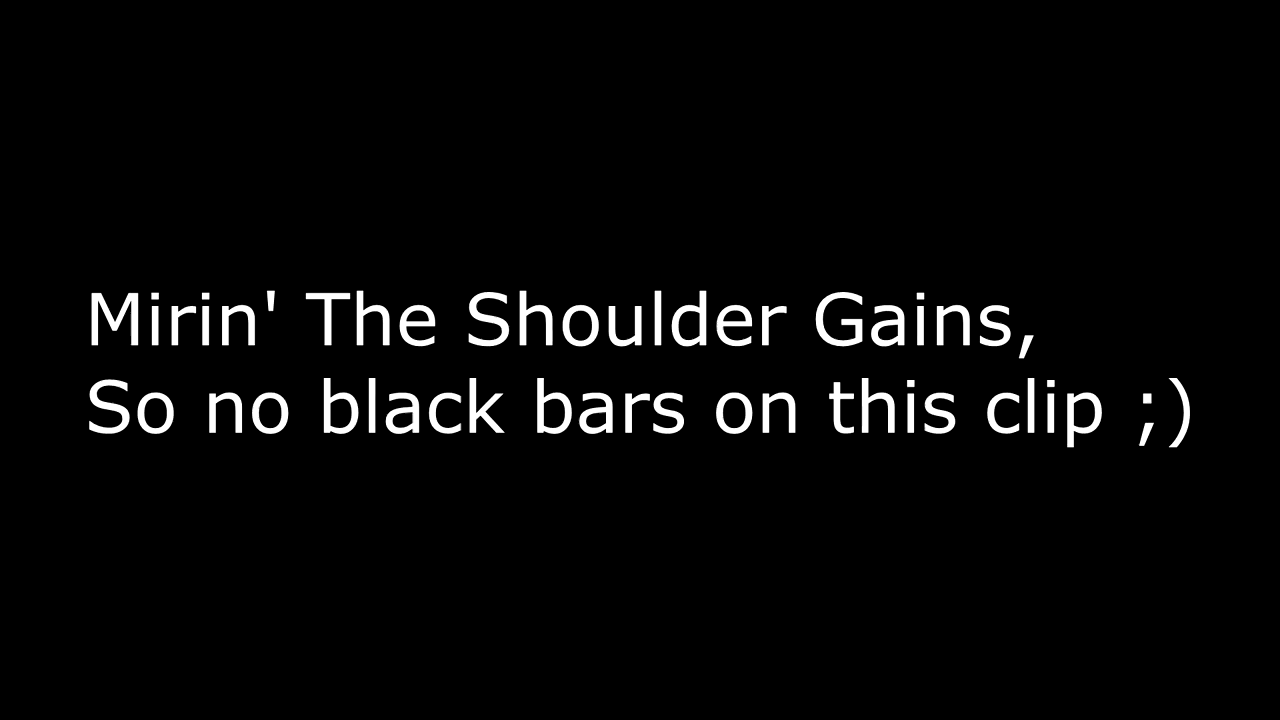 Mirin' The Shoulder Gains,
So no black bars on this clip ;)